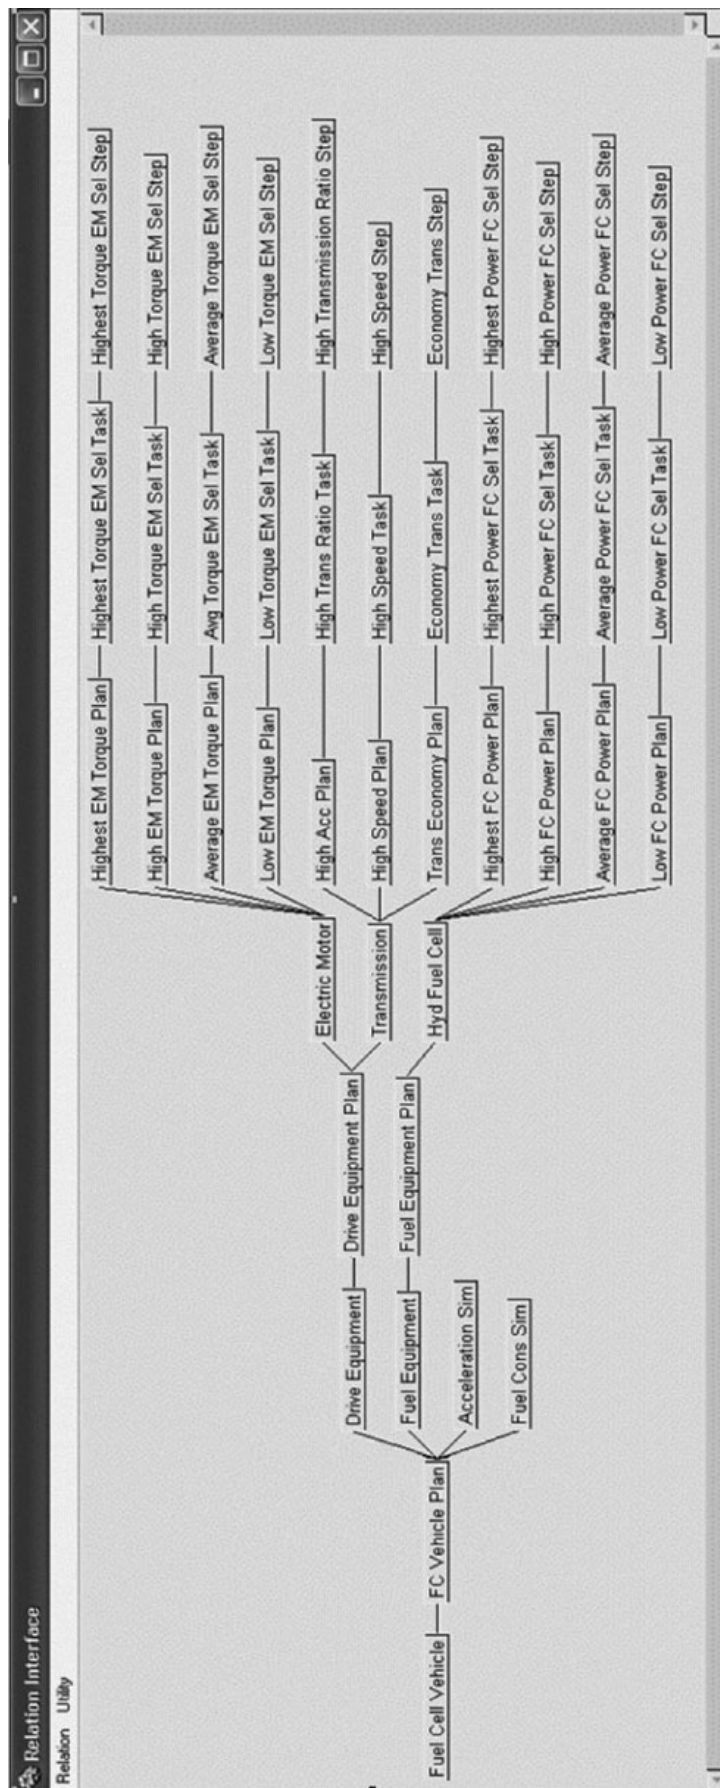 Relation Interface
Relation Utility
Fuel Cell Vehicle
FC Vehicle Plan
Drive Equipment
Fuel Equipment
Acceleration Sim
Fuel Cons Sim
Drive Equipment Plan
Fuel Equipment Plan
Electric Motor
Transmission
Hyd Fuel Cell
Highest EM Torque Plan
Highest Torque EM Sel Task
Highest Torque EM Sel Step
High EM Torque Plan
High Torque EM Sel Task
High Torque EM Sel Step
Average EM Torque Plan
Avg Torque EM Sel Task
Average Torque EM Sel Step
Low EM Torque Plan
Low Torque EM Sel Task
Low Torque EM Sel Step
High Acc Plan
High Trans Ratio Task
High Transmission Ratio Step
High Speed Plan
High Speed Task
High Speed Step
Trans Economy Plan
Economy Trans Task
Economy Trans Step
Highest FC Power Plan
Highest Power FC Sel Task
Highest Power FC Sel Step
High FC Power Plan
High Power FC Sel Task
High Power FC Sel Step
Average FC Power Plan
Average Power FC Sel Task
Average Power FC Sel Step
Low FC Power Plan
Low Power FC Sel Task
Low Power FC Sel Step